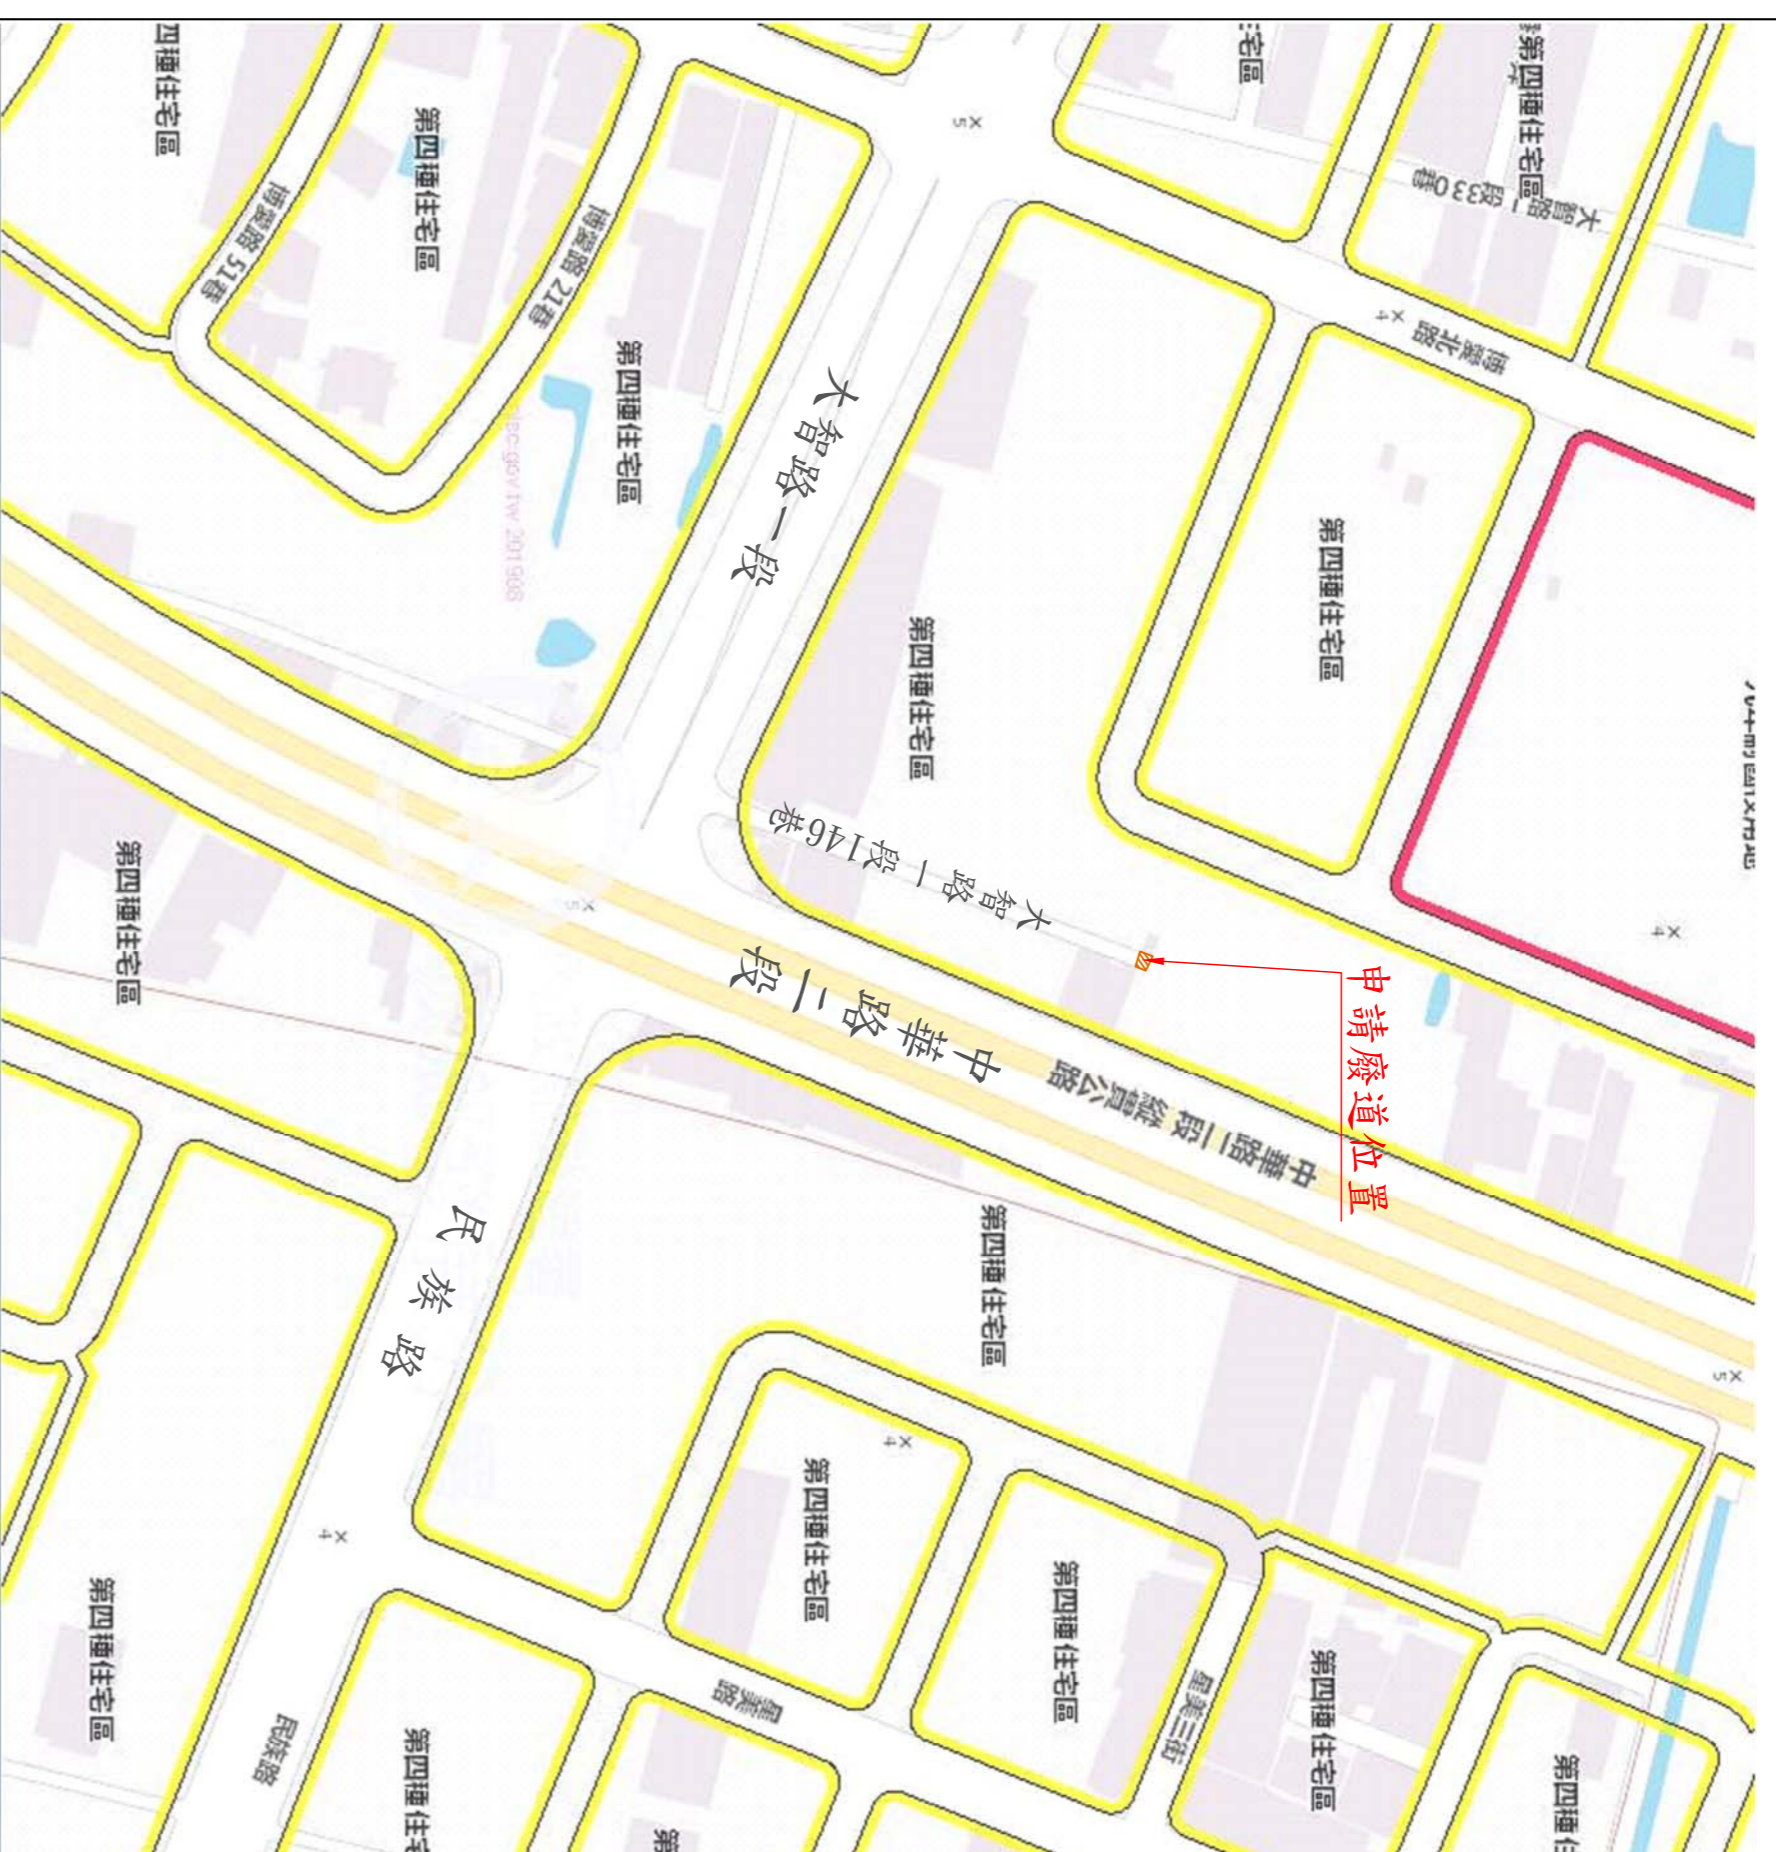 四種住宅區
宅區
第四種住宅區
第四種住宅區
大智路一段330巷
5
博愛路 51巷
博愛路 21巷
4
博愛北路
第四種住宅區
大智路一段
第四種住宅區
第四種住宅區
大智路一段146巷
第四種住宅區
5
4
申請廢道位置
中華路二段
中華路二段 縱貫公路
民族路
第四種住宅區
5
4
第四種住宅區
4
第四種住宅區
第四種住宅區
第四種住宅區
星美路
星美三街
民族路
第四種住宅
第四種住
第